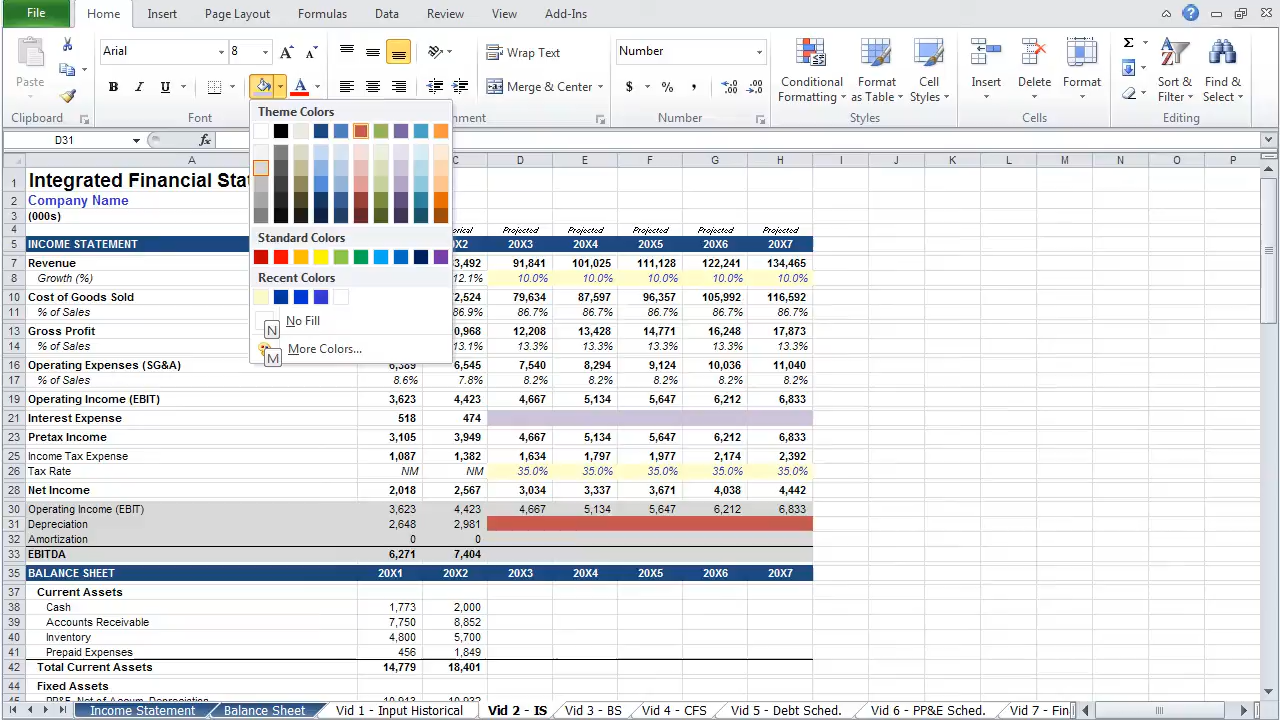 File Home Insert Page Layout Formulas Data Review View Add-Ins
Paste Arial 8 Wrap Text Number Conditional Formatting Format as Table Cell Styles Insert Delete Format Sort & Filter Find & Select
B I U A Merge & Center $ % ,
Clipboard Font Number Styles Cells Editing
D31 fx
Theme Colors
Standard Colors
Recent Colors
No Fill
N
More Colors...
M
A C D E F G H I J K L M N O P
1 Integrated Financial Sta
2 Company Name
3 (000s)
4 Projected Projected Projected Projected Projected
5 INCOME STATEMENT 0X2 20X3 20X4 20X5 20X6 20X7
7 Revenue 3,492 91,841 101,025 111,128 122,241 134,465
8 Growth (%) 12.1% 10.0% 10.0% 10.0% 10.0% 10.0%
10 Cost of Goods Sold 2,524 79,634 87,597 96,357 105,992 116,592
11 % of Sales 86.9% 86.7% 86.7% 86.7% 86.7% 86.7%
13 Gross Profit 0,968 12,208 13,428 14,771 16,248 17,873
14 % of Sales 13.1% 13.3% 13.3% 13.3% 13.3% 13.3%
16 Operating Expenses (SG&A) 6,389 6,545 7,540 8,294 9,124 10,036 11,040
17 % of Sales 8.6% 7.8% 8.2% 8.2% 8.2% 8.2% 8.2%
19 Operating Income (EBIT) 3,623 4,423 4,667 5,134 5,647 6,212 6,833
21 Interest Expense 518 474
23 Pretax Income 3,105 3,949 4,667 5,134 5,647 6,212 6,833
25 Income Tax Expense 1,087 1,382 1,634 1,797 1,977 2,174 2,392
26 Tax Rate NM NM 35.0% 35.0% 35.0% 35.0% 35.0%
28 Net Income 2,018 2,567 3,034 3,337 3,671 4,038 4,442
30 Operating Income (EBIT) 3,623 4,423 4,667 5,134 5,647 6,212 6,833
31 Depreciation 2,648 2,981
32 Amortization 0 0
33 EBITDA 6,271 7,404
35 BALANCE SHEET 20X1 20X2 20X3 20X4 20X5 20X6 20X7
37 Current Assets
38 Cash 1,773 2,000
39 Accounts Receivable 7,750 8,852
40 Inventory 4,800 5,700
41 Prepaid Expenses 456 1,849
42 Total Current Assets 14,779 18,401
44 Fixed Assets
Income Statement Balance Sheet Vid 1 - Input Historical Vid 2 - IS Vid 3 - BS Vid 4 - CFS Vid 5 - Debt Sched. Vid 6 - PP&E Sched. Vid 7 - Fin